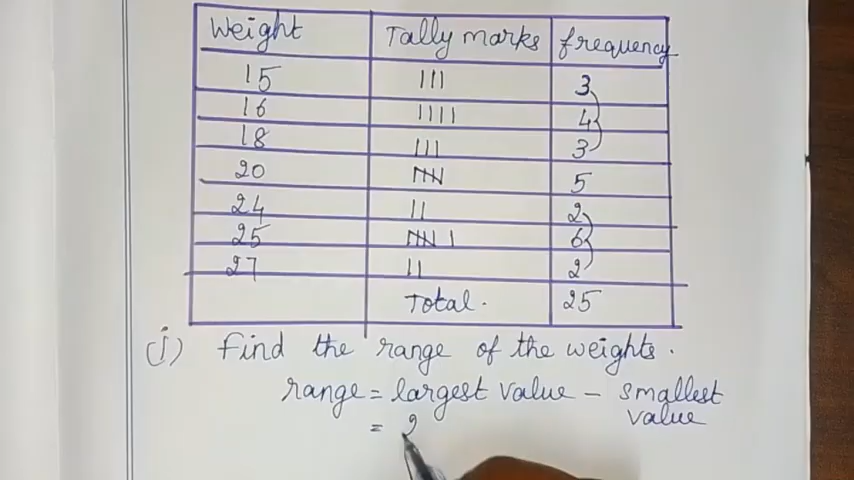 Weight Tally marks frequency
15 |||  3
16 |||| 4
18 ||| 3
20 𝍸 5
24 || 2
25 𝍸 | 6
27 || 2
Total. 25
(i) Find the range of the weights.
range = largest value - smallest
value
= 2